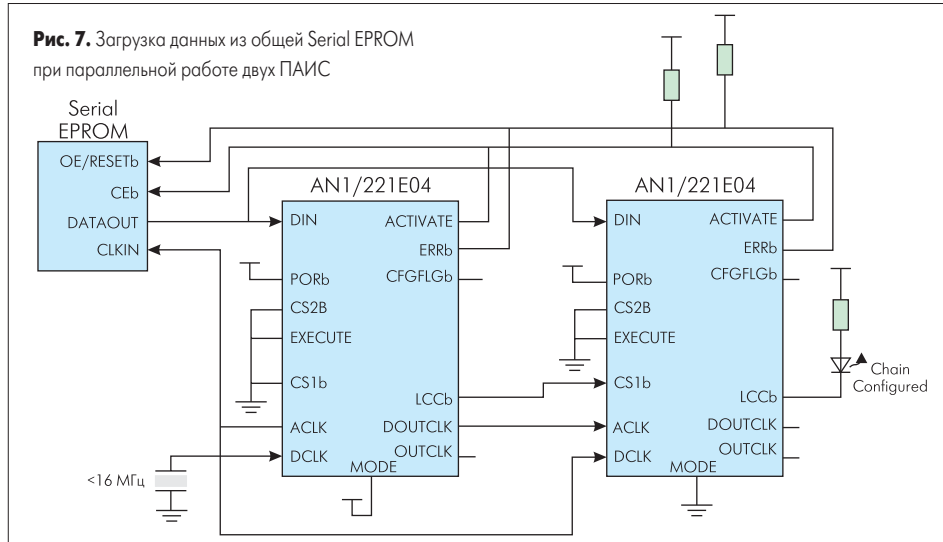 Рис. 7. Загрузка данных из общей Serial EPROM
при параллельной работе двух ПАИС
Serial
EPROM
OE/RESETb
CEb
DATAOUT
CLKIN
AN1/221E04
DIN
ACTIVATE
ERRb
PORb
CFGFLGb
CS2B
EXECUTE
CS1b
LCCb
ACLK
DOUTCLK
DCLK
OUTCLK
MODE
<16 МГц
AN1/221E04
DIN
ACTIVATE
ERRb
PORb
CFGFLGb
CS2B
EXECUTE
CS1b
LCCb
ACLK
DOUTCLK
DCLK
OUTCLK
MODE
Chain
Configured